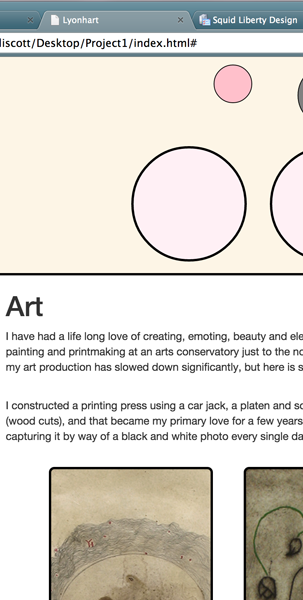 Lyonhart
Squid Liberty Design
discott/Desktop/Project1/index.html#
Art
I have had a life long love of creating, emoting, beauty and ele
painting and printmaking at an arts conservatory just to the no
my art production has slowed down significantly, but here is s
I constructed a printing press using a car jack, a platen and so
(wood cuts), and that became my primary love for a few years
capturing it by way of a black and white photo every single da